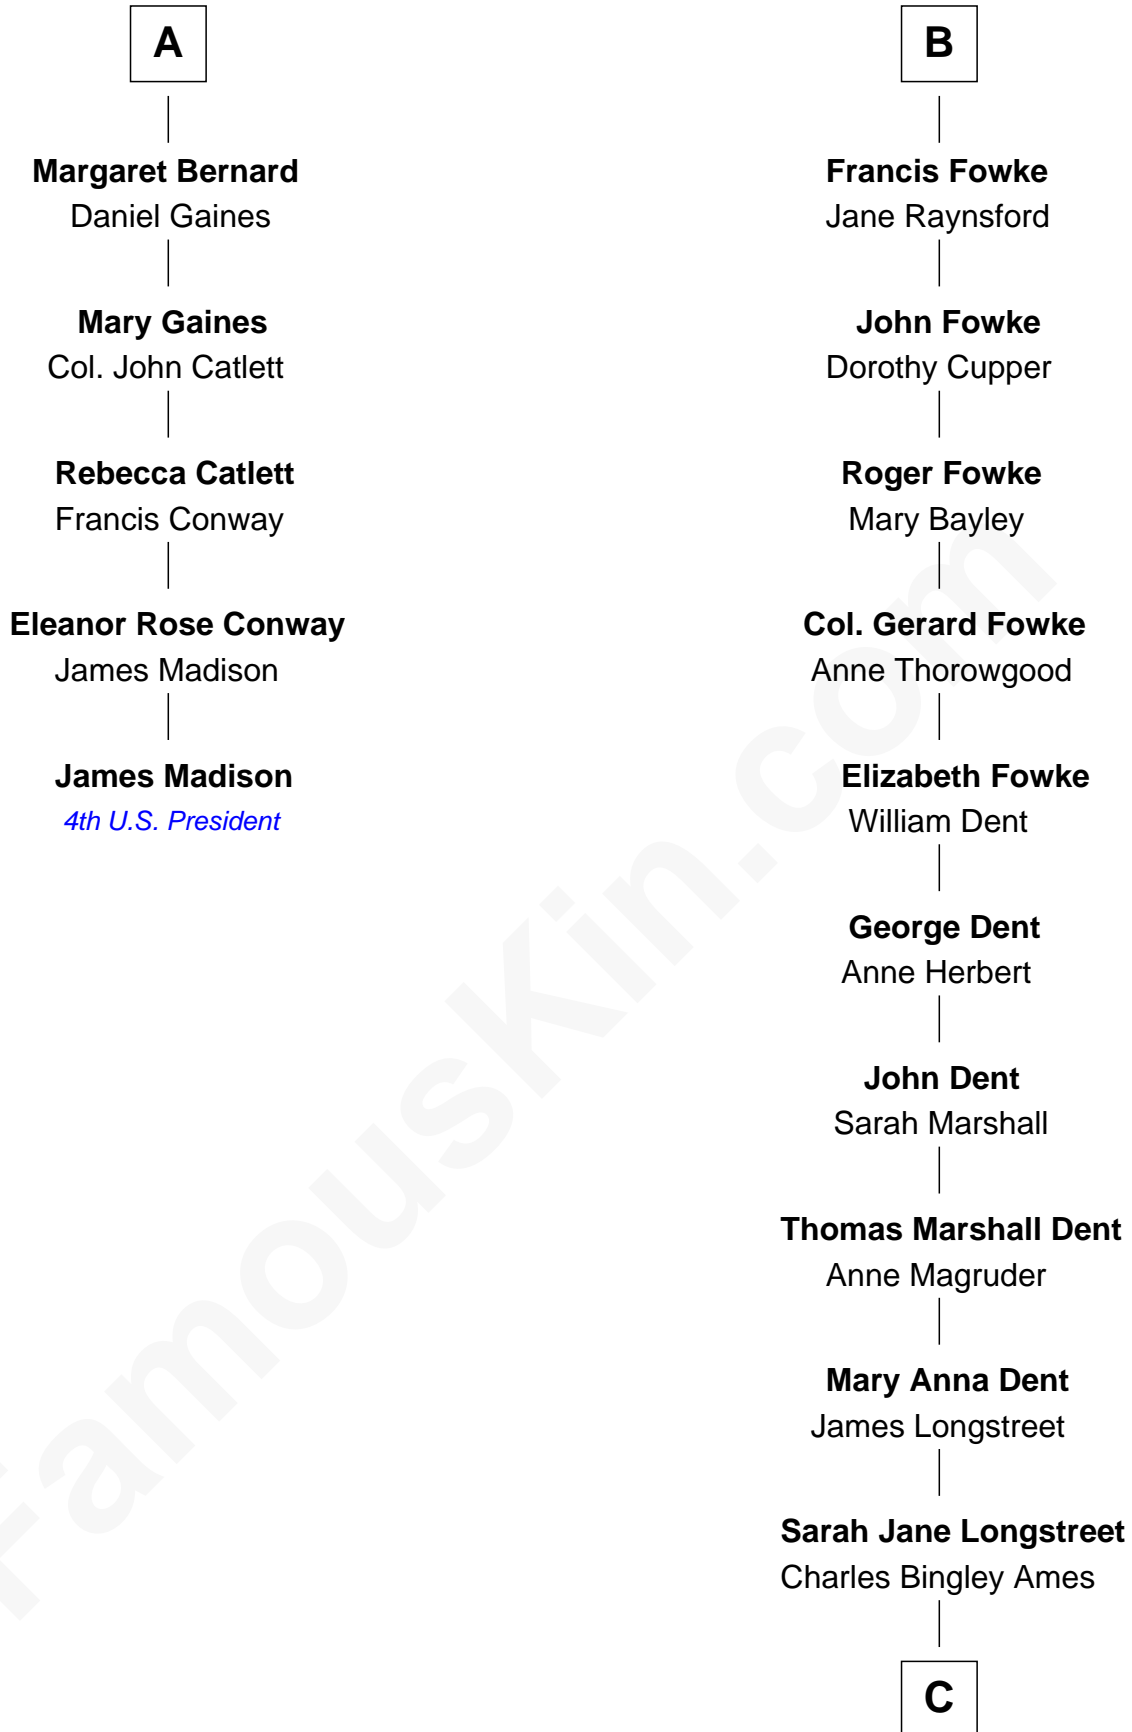 A
Margaret Bernard
Daniel Gaines
Mary Gaines
Col. John Catlett
Rebecca Catlett
Francis Conway
Eleanor Rose Conway
James Madison
James Madison
4th U.S. President
B
Francis Fowke
Jane Raynsford
John Fowke
Dorothy Cupper
Roger Fowke
Mary Bayley
Col. Gerard Fowke
Anne Thorowgood
Elizabeth Fowke
William Dent
George Dent
Anne Herbert
John Dent
Sarah Marshall
Thomas Marshall Dent
Anne Magruder
Mary Anna Dent
James Longstreet
Sarah Jane Longstreet
Charles Bingley Ames
C
FamousKin.com